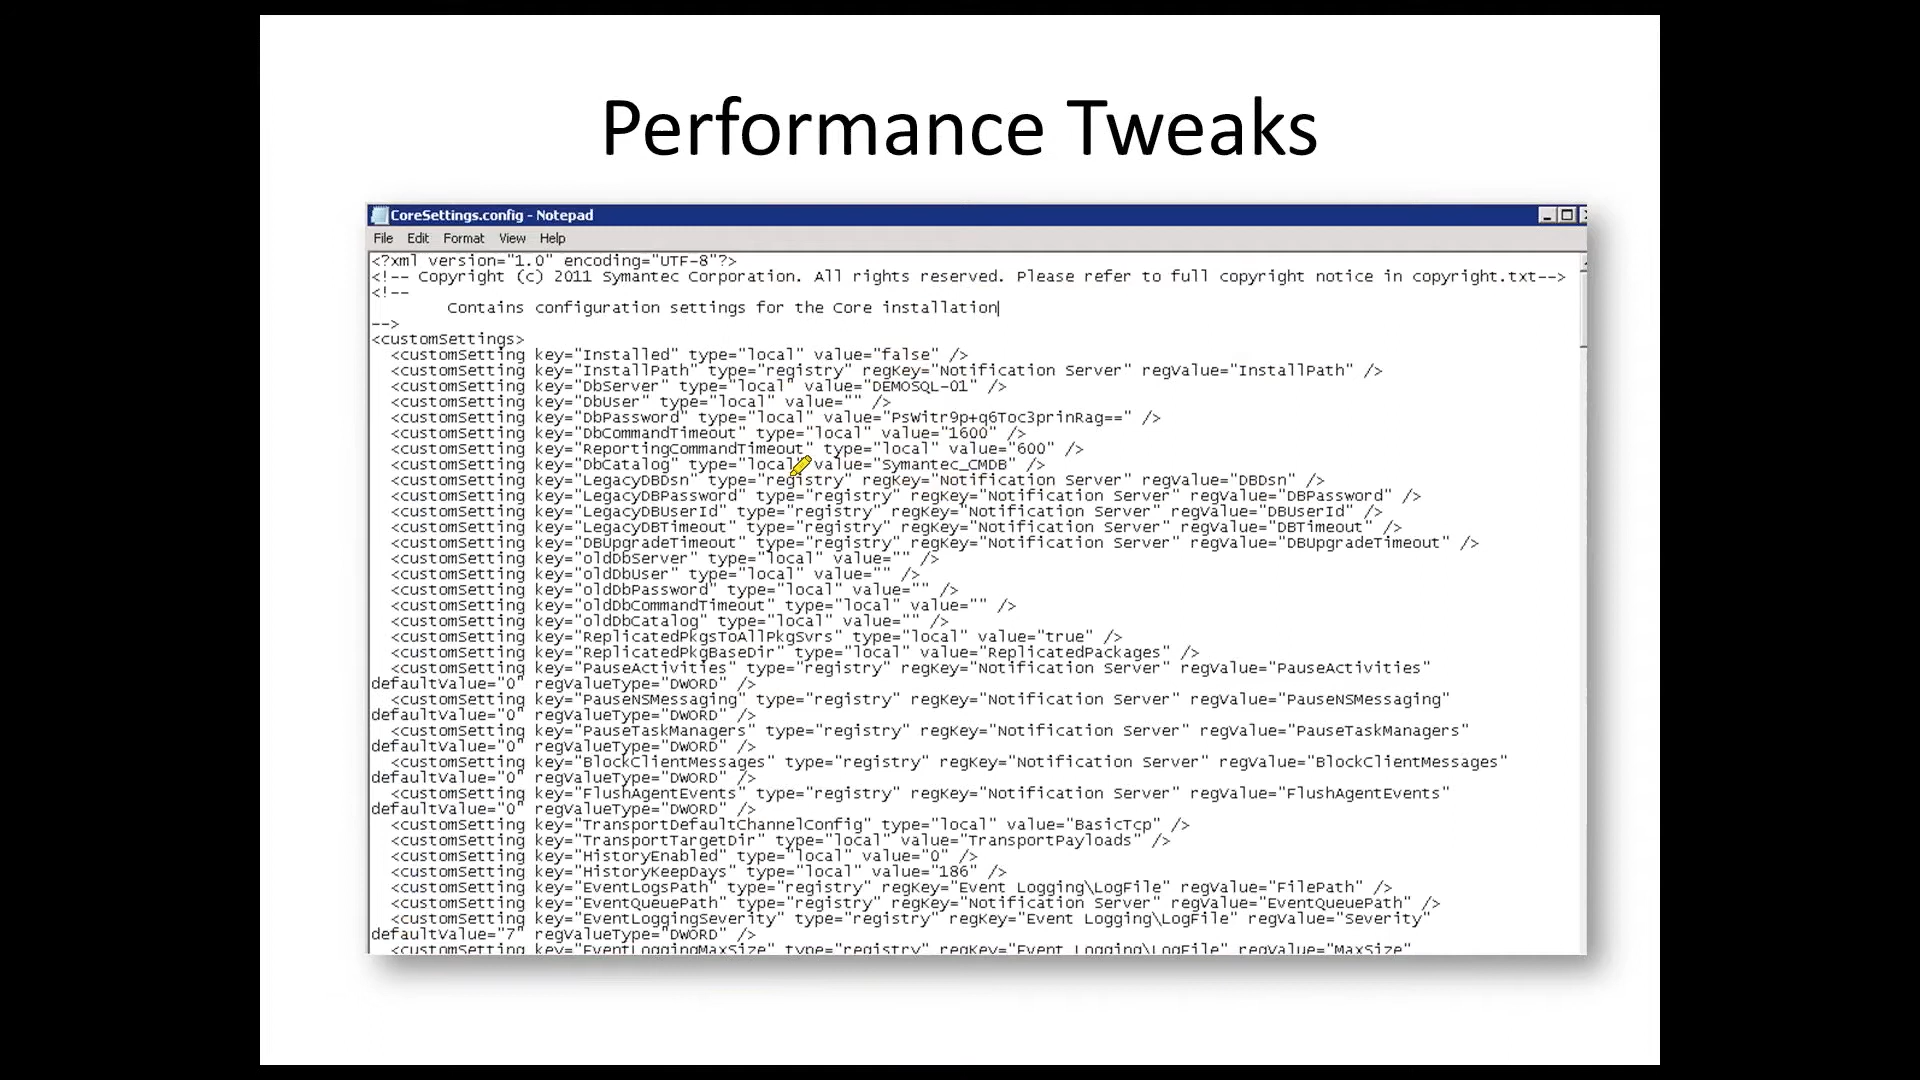 Performance Tweaks
CoreSettings.config - Notepad
File Edit Format View Help
<?xml version="1.0" encoding="UTF-8"?>
<!-- Copyright (c) 2011 Symantec Corporation. All rights reserved. Please refer to full copyright notice in copyright.txt-->
<!--
Contains configuration settings for the Core installation
-->
<customSettings>
<customSetting key="Installed" type="local" value="false" />
<customSetting key="InstallPath" type="registry" regKey="Notification Server" regValue="InstallPath" />
<customSetting key="DbServer" type="local" value="DEMOSQL-01" />
<customSetting key="DbUser" type="local" value="" />
<customSetting key="DbPassword" type="local" value="PsWitr9p+q6Toc3prinRag==" />
<customSetting key="DbCommandTimeout" type="local" value="1600" />
<customSetting key="ReportingCommandTimeout" type="local" value="600" />
<customSetting key="DbCatalog" type="local" value="Symantec_CMDB" />
<customSetting key="LegacyDBDsn" type="registry" regKey="Notification Server" regValue="DBDsn" />
<customSetting key="LegacyDBPassword" type="registry" regKey="Notification Server" regValue="DBPassword" />
<customSetting key="LegacyDBUserId" type="registry" regKey="Notification Server" regValue="DBUserId" />
<customSetting key="LegacyDBTimeout" type="registry" regKey="Notification Server" regValue="DBTimeout" />
<customSetting key="DBUpgradeTimeout" type="registry" regKey="Notification Server" regValue="DBUpgradeTimeout" />
<customSetting key="oldDbServer" type="local" value="" />
<customSetting key="oldDbUser" type="local" value="" />
<customSetting key="oldDbPassword" type="local" value="" />
<customSetting key="oldDbCommandTimeout" type="local" value="" />
<customSetting key="oldDbCatalog" type="local" value="" />
<customSetting key="ReplicatedPkgsToAllPkgSvrs" type="local" value="true" />
<customSetting key="ReplicatedPkgBaseDir" type="local" value="ReplicatedPackages" />
<customSetting key="PauseActivities" type="registry" regKey="Notification Server" regValue="PauseActivities"
defaultValue="0" regValueType="DWORD" />
<customSetting key="PauseNSMessaging" type="registry" regKey="Notification Server" regValue="PauseNSMessaging"
defaultValue="0" regValueType="DWORD" />
<customSetting key="PauseTaskManagers" type="registry" regKey="Notification Server" regValue="PauseTaskManagers"
defaultValue="0" regValueType="DWORD" />
<customSetting key="BlockClientMessages" type="registry" regKey="Notification Server" regValue="BlockClientMessages"
defaultValue="0" regValueType="DWORD" />
<customSetting key="FlushAgentEvents" type="registry" regKey="Notification Server" regValue="FlushAgentEvents"
defaultValue="0" regValueType="DWORD" />
<customSetting key="TransportDefaultChannelConfig" type="local" value="BasicTcp" />
<customSetting key="TransportTargetDir" type="local" value="TransportPayloads" />
<customSetting key="HistoryEnabled" type="local" value="0" />
<customSetting key="HistoryKeepDays" type="local" value="186" />
<customSetting key="EventLogsPath" type="registry" regKey="Event Logging\LogFile" regValue="FilePath" />
<customSetting key="EventQueuePath" type="registry" regKey="Notification Server" regValue="EventQueuePath" />
<customSetting key="EventLoggingSeverity" type="registry" regKey="Event Logging\LogFile" regValue="Severity"
defaultValue="7" regValueType="DWORD" />
<customSetting key="EventLoggingMaxSize" type="registry" regKey="Event Logging\LogFile" regValue="MaxSize"